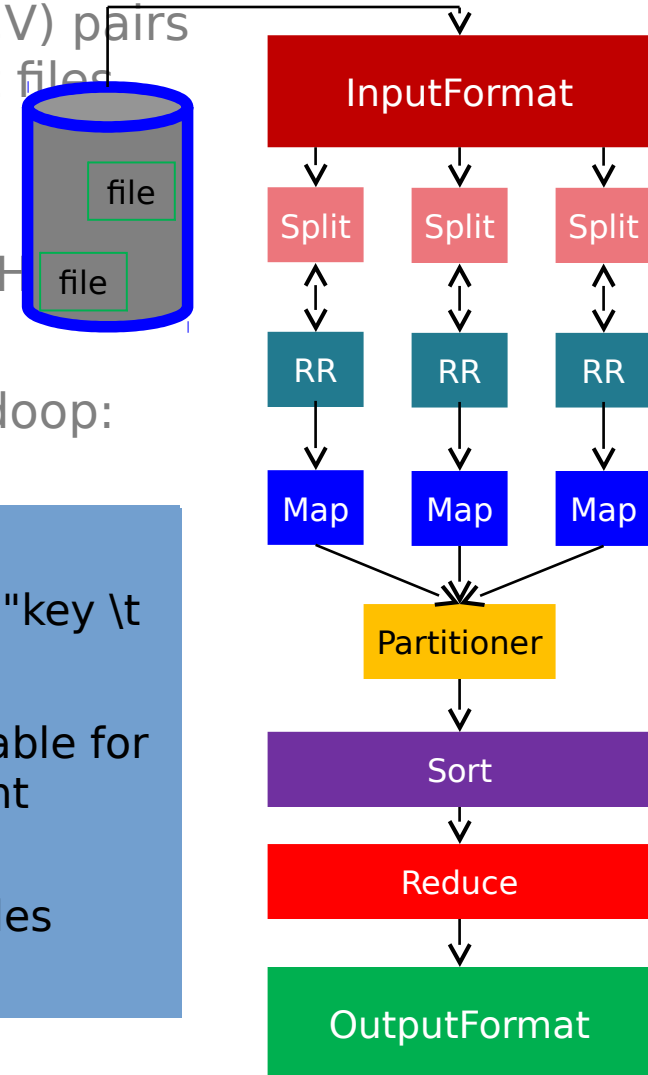 V) pairs
files
file
file
H
doop:
"key \t
able for
nt
les
InputFormat
Split Split Split
RR RR RR
Map Map Map
Partitioner
Sort
Reduce
OutputFormat